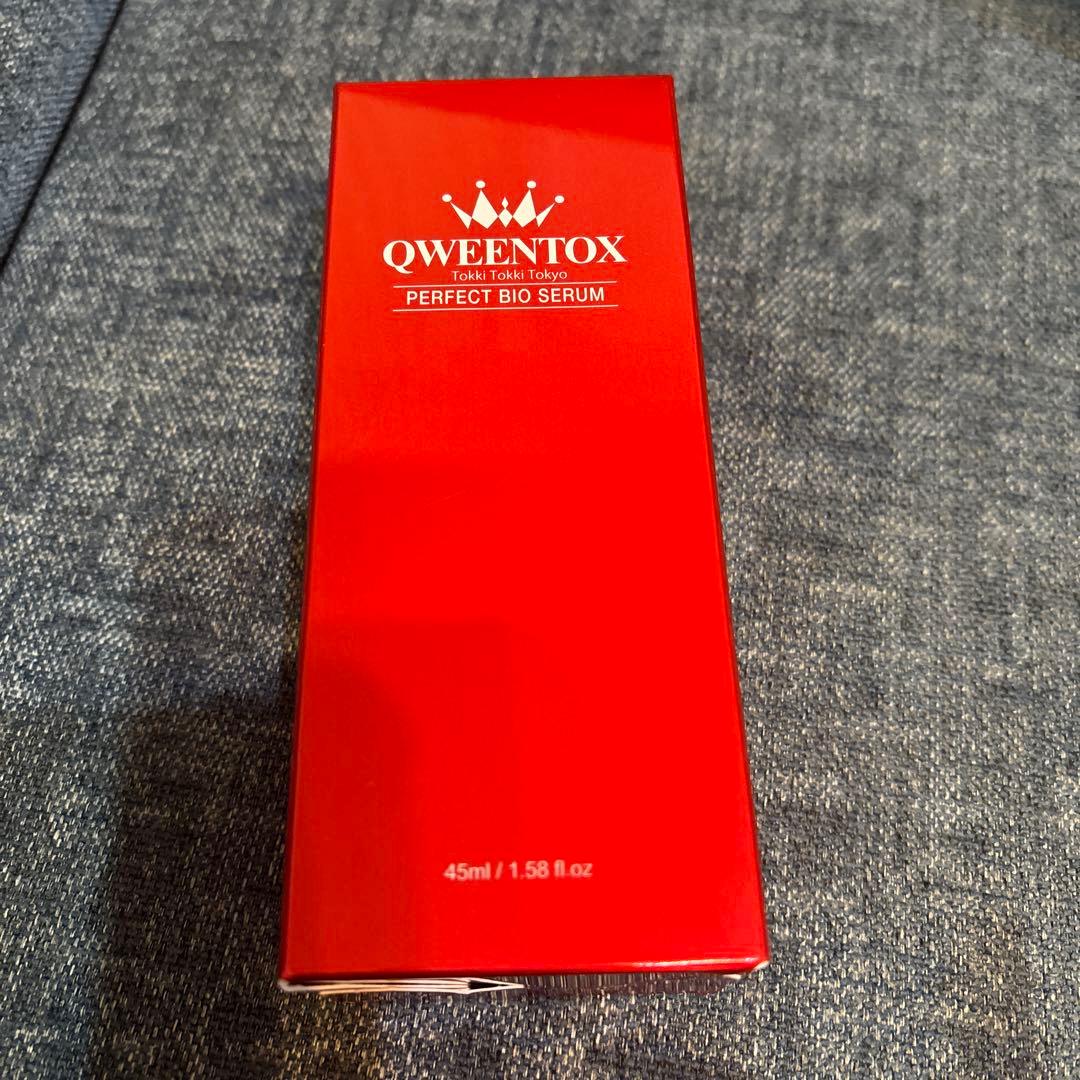 QWEENTOX
Tokki Tokki Tokyo
PERFECT BIO SERUM
45ml / 1.58 fl.oz